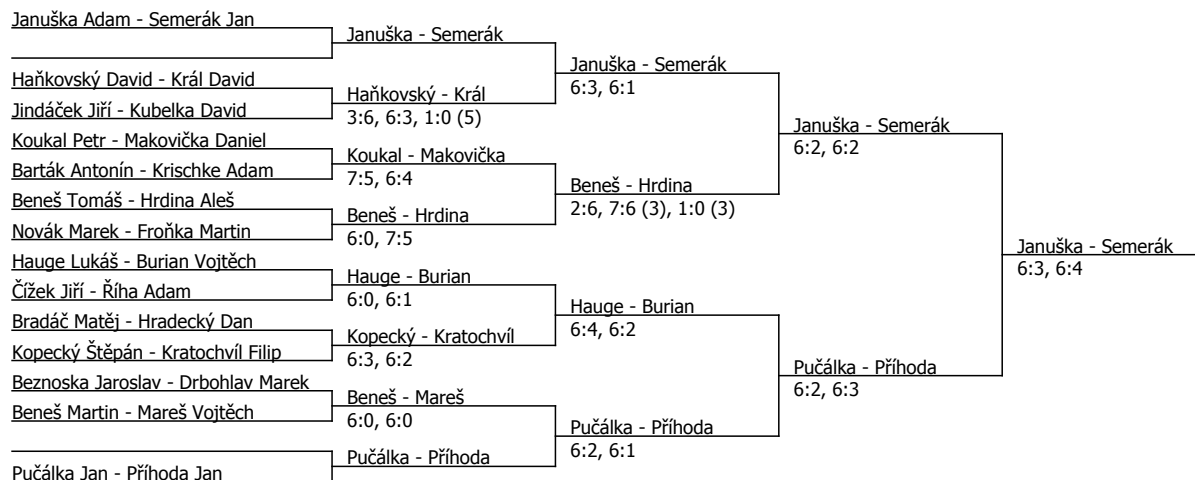 Januška Adam - Semerák Jan
Haňkovský David - Král David
Jindáček Jiří - Kubelka David
Koukal Petr - Makovička Daniel
Barták Antonín - Krischke Adam
Beneš Tomáš - Hrdina Aleš
Novák Marek - Froňka Martin
Hauge Lukáš - Burian Vojtěch
Čížek Jiří - Říha Adam
Bradáč Matěj - Hradecký Dan
Kopecký Štěpán - Kratochvíl Filip
Beznoska Jaroslav - Drbohlav Marek
Beneš Martin - Mareš Vojtěch
Pučálka Jan - Příhoda Jan
Januška - Semerák
Haňkovský - Král
3:6, 6:3, 1:0 (5)
Koukal - Makovička
7:5, 6:4
Beneš - Hrdina
6:0, 7:5
Hauge - Burian
6:0, 6:1
Kopecký - Kratochvíl
6:3, 6:2
Beneš - Mareš
6:0, 6:0
Pučálka - Příhoda
Januška - Semerák
6:3, 6:1
Beneš - Hrdina
2:6, 7:6 (3), 1:0 (3)
Hauge - Burian
6:4, 6:2
Pučálka - Příhoda
6:2, 6:1
Januška - Semerák
6:2, 6:2
Pučálka - Příhoda
6:2, 6:3
Januška - Semerák
6:3, 6:4